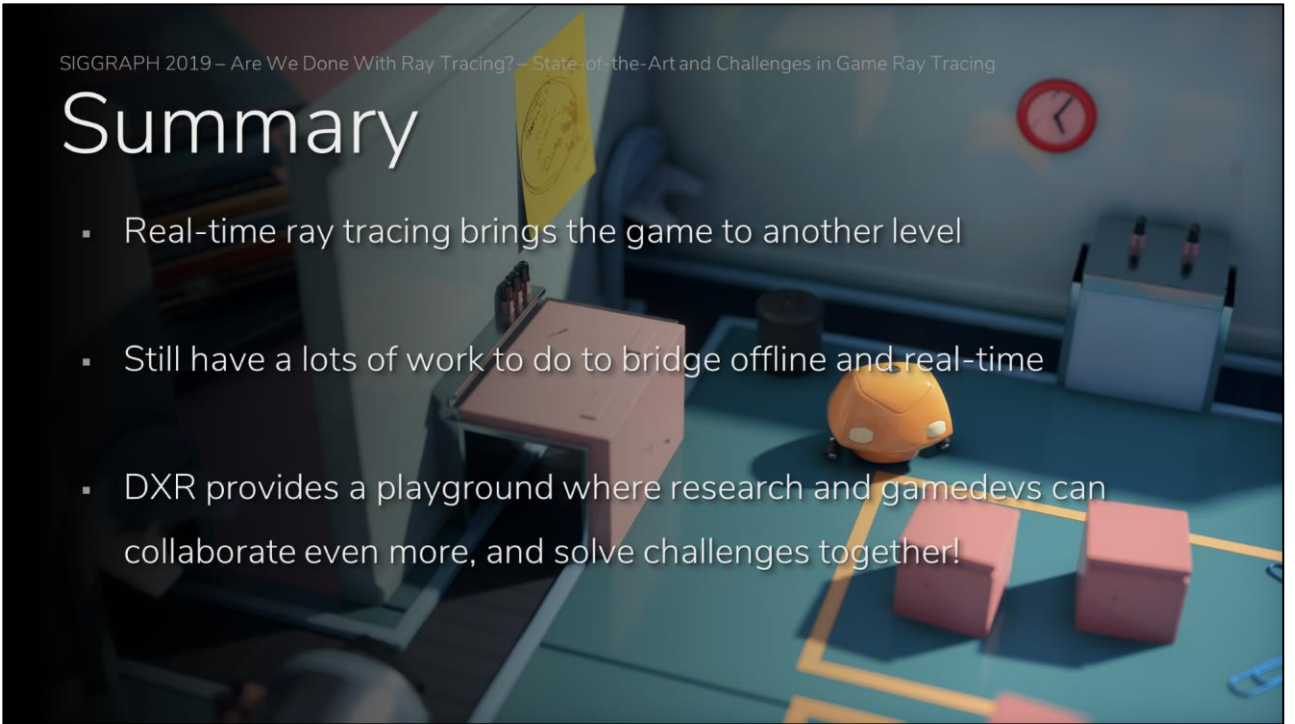 SIGGRAPH 2019 – Are We Done With Ray Tracing? – State-of-the-Art and Challenges in Game Ray Tracing
Summary
▪ Real-time ray tracing brings the game to another level
▪ Still have a lots of work to do to bridge offline and real-time
▪ DXR provides a playground where research and gamedevs can
collaborate even more, and solve challenges together!